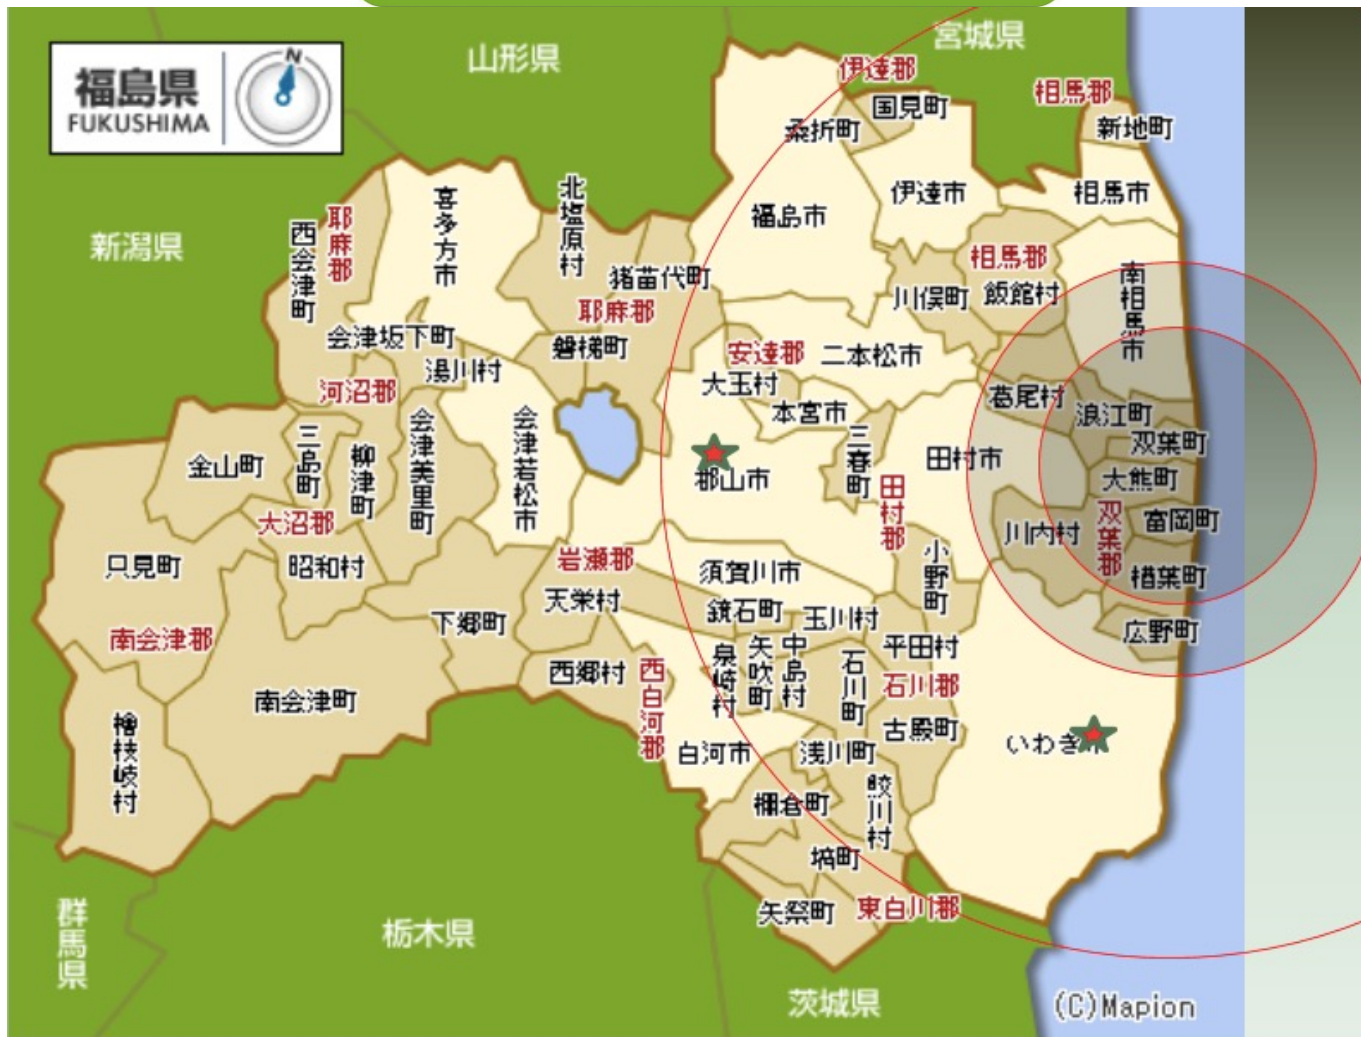 福島県
FUKUSHIMA
N
山形県
宮城県
新潟県
群馬県
栃木県
茨城県
伊達郡
国見町
桑折町
相馬郡
新地町
伊達市
相馬市
福島市
喜多方市
北塩原村
耶麻郡
西会津町
猪苗代町
耶麻郡
相馬郡
川俣町
飯館村
南相馬市
会津坂下町
磐梯町
安達郡
二本松市
湯川村
河沼郡
大玉村
本宮市
葛尾村
浪江町
双葉町
金山町
三島町
柳津町
会津美里町
会津若松市
郡山市
三春町
田村市
大熊町
田村郡
川内村
双葉郡
富岡町
大沼郡
只見町
昭和村
岩瀬郡
須賀川市
小野町
楢葉町
天栄村
鏡石町
玉川村
下郷町
平田村
広野町
南会津郡
西郷村
西白河郡
泉崎村
矢吹町
中島村
石川町
石川郡
南会津町
古殿町
檜枝岐村
白河市
浅川町
いわき市
棚倉町
鮫川村
塙町
矢祭町
東白川郡
(C)Mapion